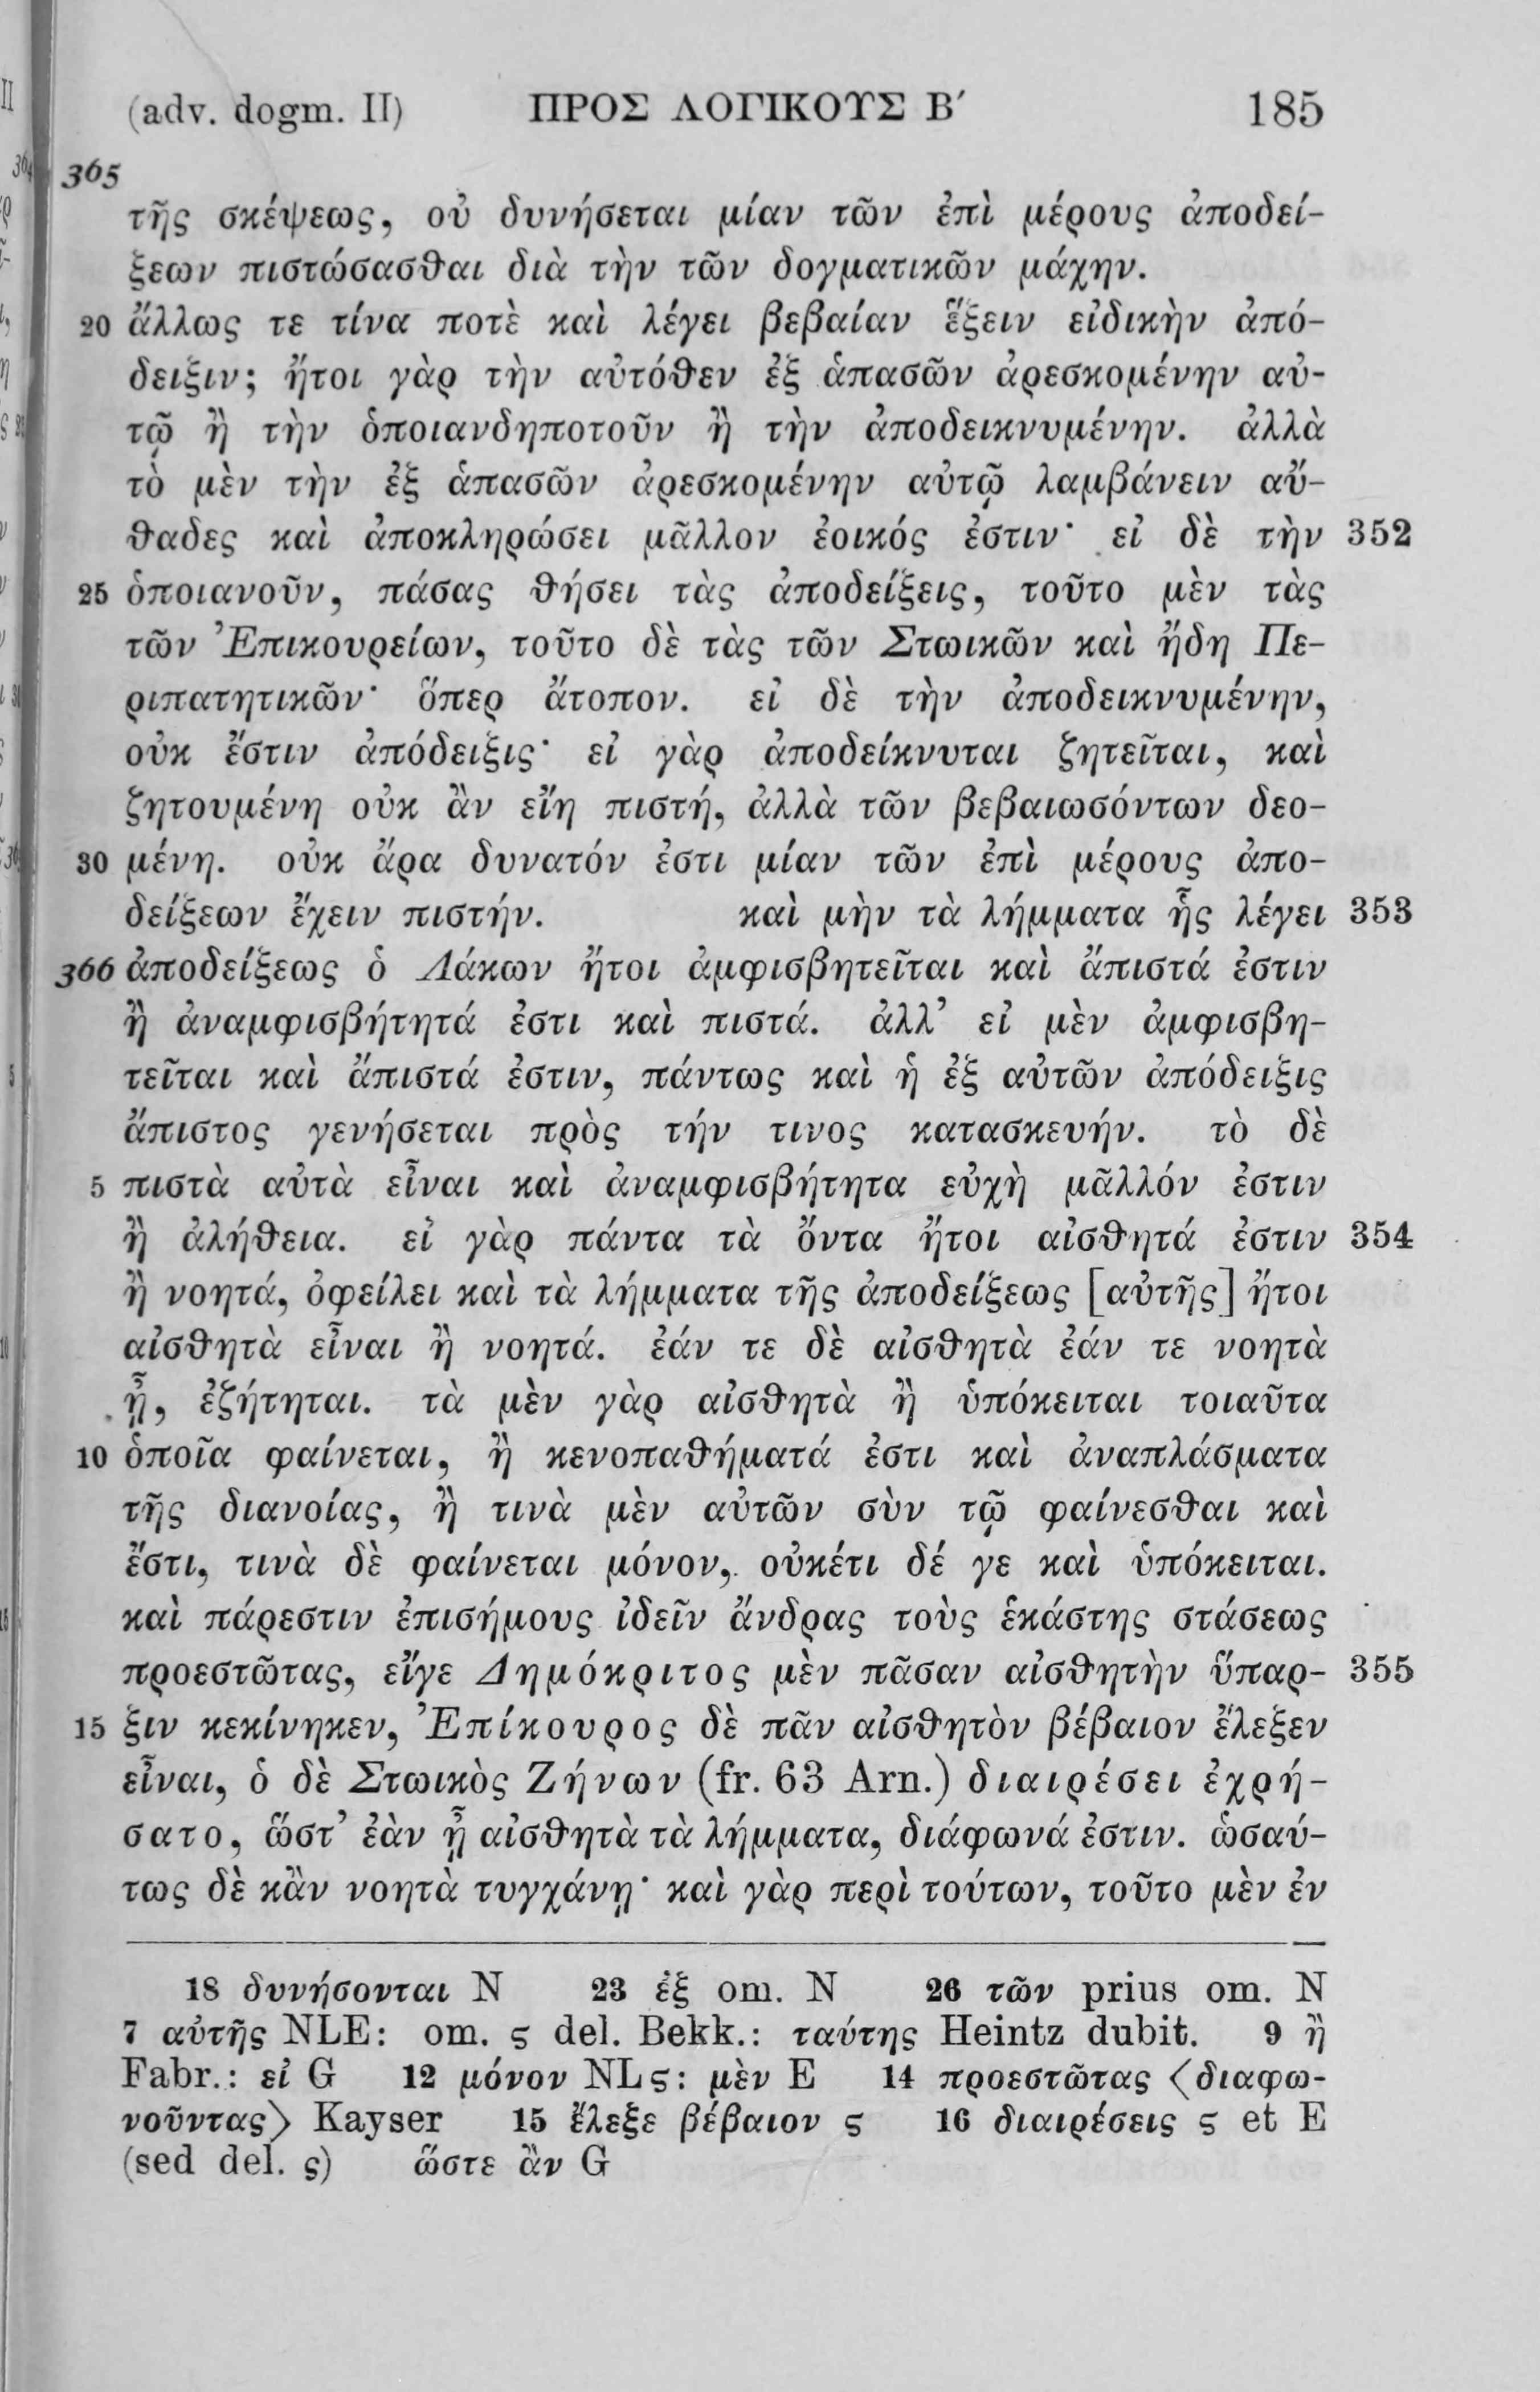 (adv. dogm. II) ΠΡΟΣ ΛΟΓΙΚΟΥΣ Β′ 185
365
τῆς σκέψεως, οὐ δυνήσεται μίαν τῶν ἐπὶ μέρους ἀποδεί-
ξεων πιστώσασθαι διὰ τὴν τῶν δογματικῶν μάχην.
20 ἄλλως τε τίνα ποτὲ καὶ λέγει βεβαίαν ἕξειν εἰδικὴν ἀπό-
δειξιν; ἤτοι γὰρ τὴν αὐτόθεν ἐξ ἁπασῶν ἀρεσκομένην αὐ-
τῷ ἢ τὴν ὁποιανδηποτοῦν ἢ τὴν ἀποδεικνυμένην. ἀλλὰ
τὸ μὲν τὴν ἐξ ἁπασῶν ἀρεσκομένην αὐτῷ λαμβάνειν αὔ-
θαδες καὶ ἀποκληρώσει μᾶλλον ἐοικός ἐστιν· εἰ δὲ τὴν 352
25 ὁποιανοῦν, πάσας θήσει τὰς ἀποδείξεις, τοῦτο μὲν τὰς
τῶν Ἐπικουρείων, τοῦτο δὲ τὰς τῶν Στωικῶν καὶ ἤδη Πε-
ριπατητικῶν· ὅπερ ἄτοπον. εἰ δὲ τὴν ἀποδεικνυμένην,
οὐκ ἔστιν ἀπόδειξις· εἰ γὰρ ἀποδείκνυται ζητεῖται, καὶ
ζητουμένη οὐκ ἂν εἴη πιστή, ἀλλὰ τῶν βεβαιωσόντων δεο-
30 μένη. οὐκ ἄρα δυνατόν ἐστι μίαν τῶν ἐπὶ μέρους ἀπο-
δείξεων ἔχειν πιστήν. καὶ μὴν τὰ λήμματα ἧς λέγει 353
366 ἀποδείξεως ὁ Λάκων ἤτοι ἀμφισβητεῖται καὶ ἄπιστά ἐστιν
ἢ ἀναμφισβήτητά ἐστι καὶ πιστά. ἀλλ’ εἰ μὲν ἀμφισβη-
τεῖται καὶ ἄπιστά ἐστιν, πάντως καὶ ἡ ἐξ αὐτῶν ἀπόδειξις
ἄπιστος γενήσεται πρὸς τήν τινος κατασκευήν. τὸ δὲ
5 πιστὰ αὐτὰ εἶναι καὶ ἀναμφισβήτητα εὐχὴ μᾶλλόν ἐστιν
ἢ ἀλήθεια. εἰ γὰρ πάντα τὰ ὄντα ἤτοι αἰσθητά ἐστιν 354
ἢ νοητά, ὀφείλει καὶ τὰ λήμματα τῆς ἀποδείξεως [αὐτῆς] ἤτοι
αἰσθητὰ εἶναι ἢ νοητά. ἐάν τε δὲ αἰσθητὰ ἐάν τε νοητὰ
ᾖ, ἐζήτηται. τὰ μὲν γὰρ αἰσθητὰ ἢ ὑπόκειται τοιαῦτα
10 ὁποῖα φαίνεται, ἢ κενοπαθήματά ἐστι καὶ ἀναπλάσματα
τῆς διανοίας, ἢ τινὰ μὲν αὐτῶν σὺν τῷ φαίνεσθαι καὶ
ἔστι, τινὰ δὲ φαίνεται μόνον, οὐκέτι δέ γε καὶ ὑπόκειται.
καὶ πάρεστιν ἐπισήμους ἰδεῖν ἄνδρας τοὺς ἑκάστης στάσεως
προεστῶτας, εἴγε Δημόκριτος μὲν πᾶσαν αἰσθητὴν ὕπαρ- 355
15 ξιν κεκίνηκεν, Ἐπίκουρος δὲ πᾶν αἰσθητὸν βέβαιον ἔλεξεν
εἶναι, ὁ δὲ Στωικὸς Ζήνων (fr. 63 Arn.) διαιρέσει ἐχρή-
σατο, ὥστ’ ἐὰν ᾖ αἰσθητὰ τὰ λήμματα, διάφωνά ἐστιν. ὡσαύ-
τως δὲ κἂν νοητὰ τυγχάνῃ· καὶ γὰρ περὶ τούτων, τοῦτο μὲν ἐν
18 δυνήσονται N 23 ἐξ om. N 26 τῶν prius om. N
7 αὐτῆς NLE: om. ς del. Bekk.: ταύτης Heintz dubit. 9 ἢ
Fabr.: εἰ G 12 μόνον NLς: μὲν E 14 προεστῶτας ⟨διαφω-
νοῦντας⟩ Kayser 15 ἔλεξε βέβαιον ς 16 διαιρέσεις ς et E
(sed del. ς) ὥστε ἂν G